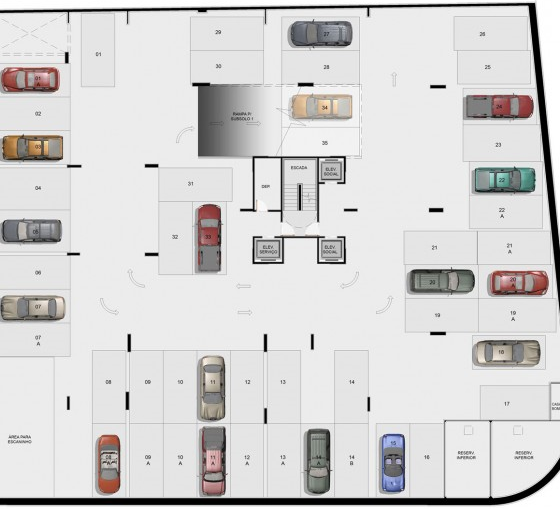 29
27
26
01
30
28
25
01
A
02
RAMPA P/
SUBSOLO 1
34
24
03
35
23
ESCADA
ELEV
SOCIAL
04
31
DEP.
22
22
A
05
32
33
ELEV
SERVIÇO
ELEV
SOCIAL
21
21
A
06
20
20
A
07
19
19
A
07
A
18
08
09
10
11
12
13
14
17
ÁREA PARA
ESCANINHO
08
A
09
A
10
A
11
A
12
A
13
A
14
A
14
B
15
16
RESERV.
INFERIOR
RESERV.
INFERIOR